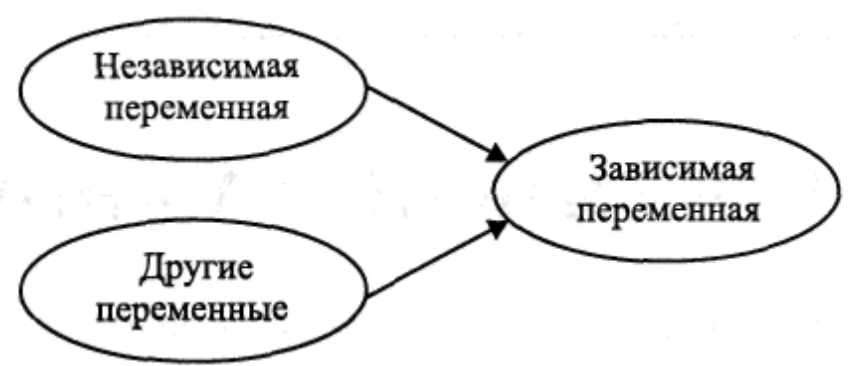 Независимая
переменная
Зависимая
переменная
Другие
переменные